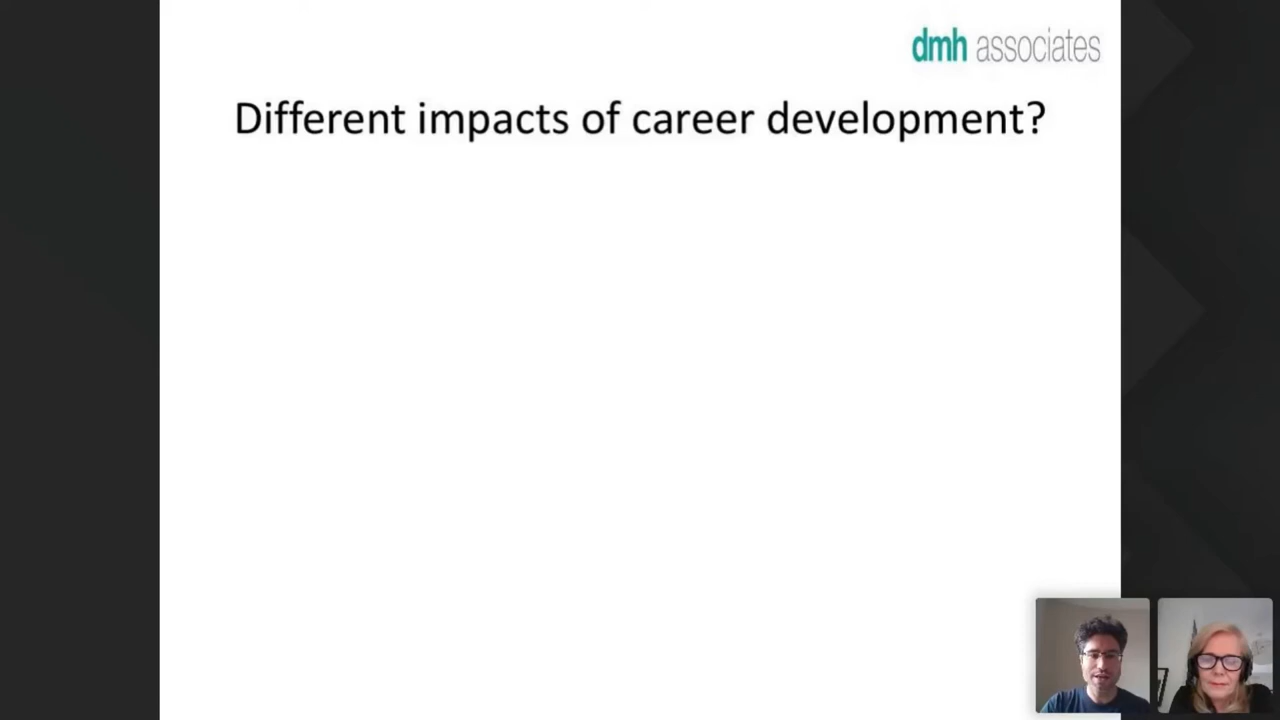 dmh associates
Different impacts of career development?